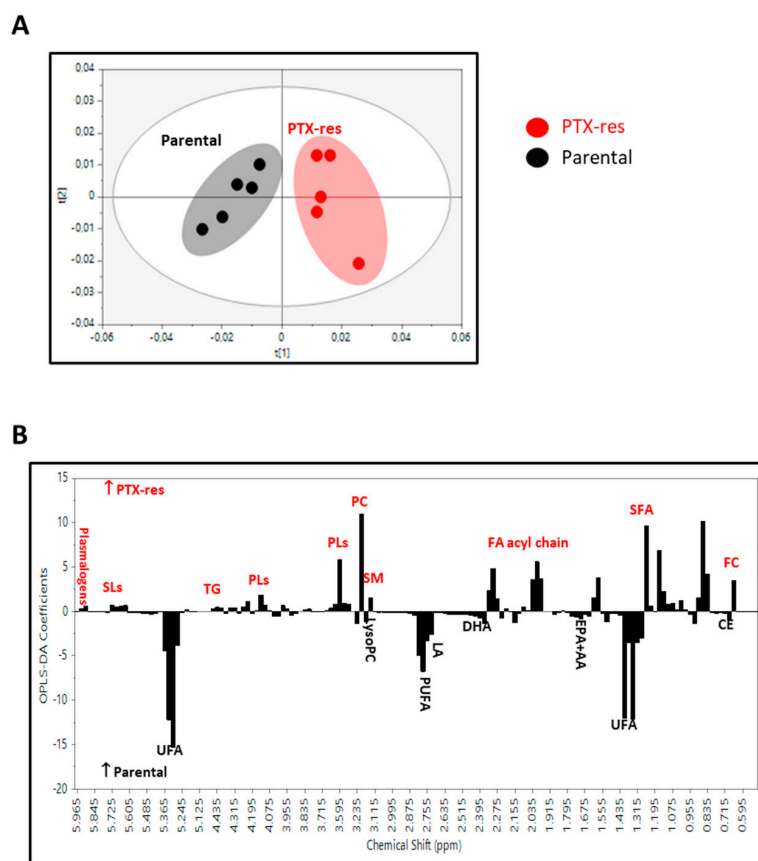 A
0,04
0,03
0,02
0,01
0
-0,01
-0,02
-0,03
-0,04
t[2]
Parental
PTX-res
-0,06
-0,04
-0,02
0
0,02
0,04
0,06
t[1]
PTX-res
Parental
B
15
10
5
0
-5
-10
-15
-20
OPLS-DA Coefficients
↑ PTX-res
Plasmalogens
SLs
TG
PLs
PLs
PC
SM
FA acyl chain
SFA
FC
UFA
LysoPC
PUFA
LA
DHA
EPA+AA
UFA
CE
↑ Parental
5.965
5.845
5.725
5.605
5.485
5.365
5.245
5.125
4.435
4.315
4.195
4.075
3.955
3.835
3.715
3.595
3.235
3.115
2.995
2.875
2.755
2.635
2.515
2.395
2.275
2.155
2.035
1.915
1.795
1.675
1.555
1.435
1.315
1.195
1.075
0.955
0.835
0.715
0.595
Chemical Shift (ppm)